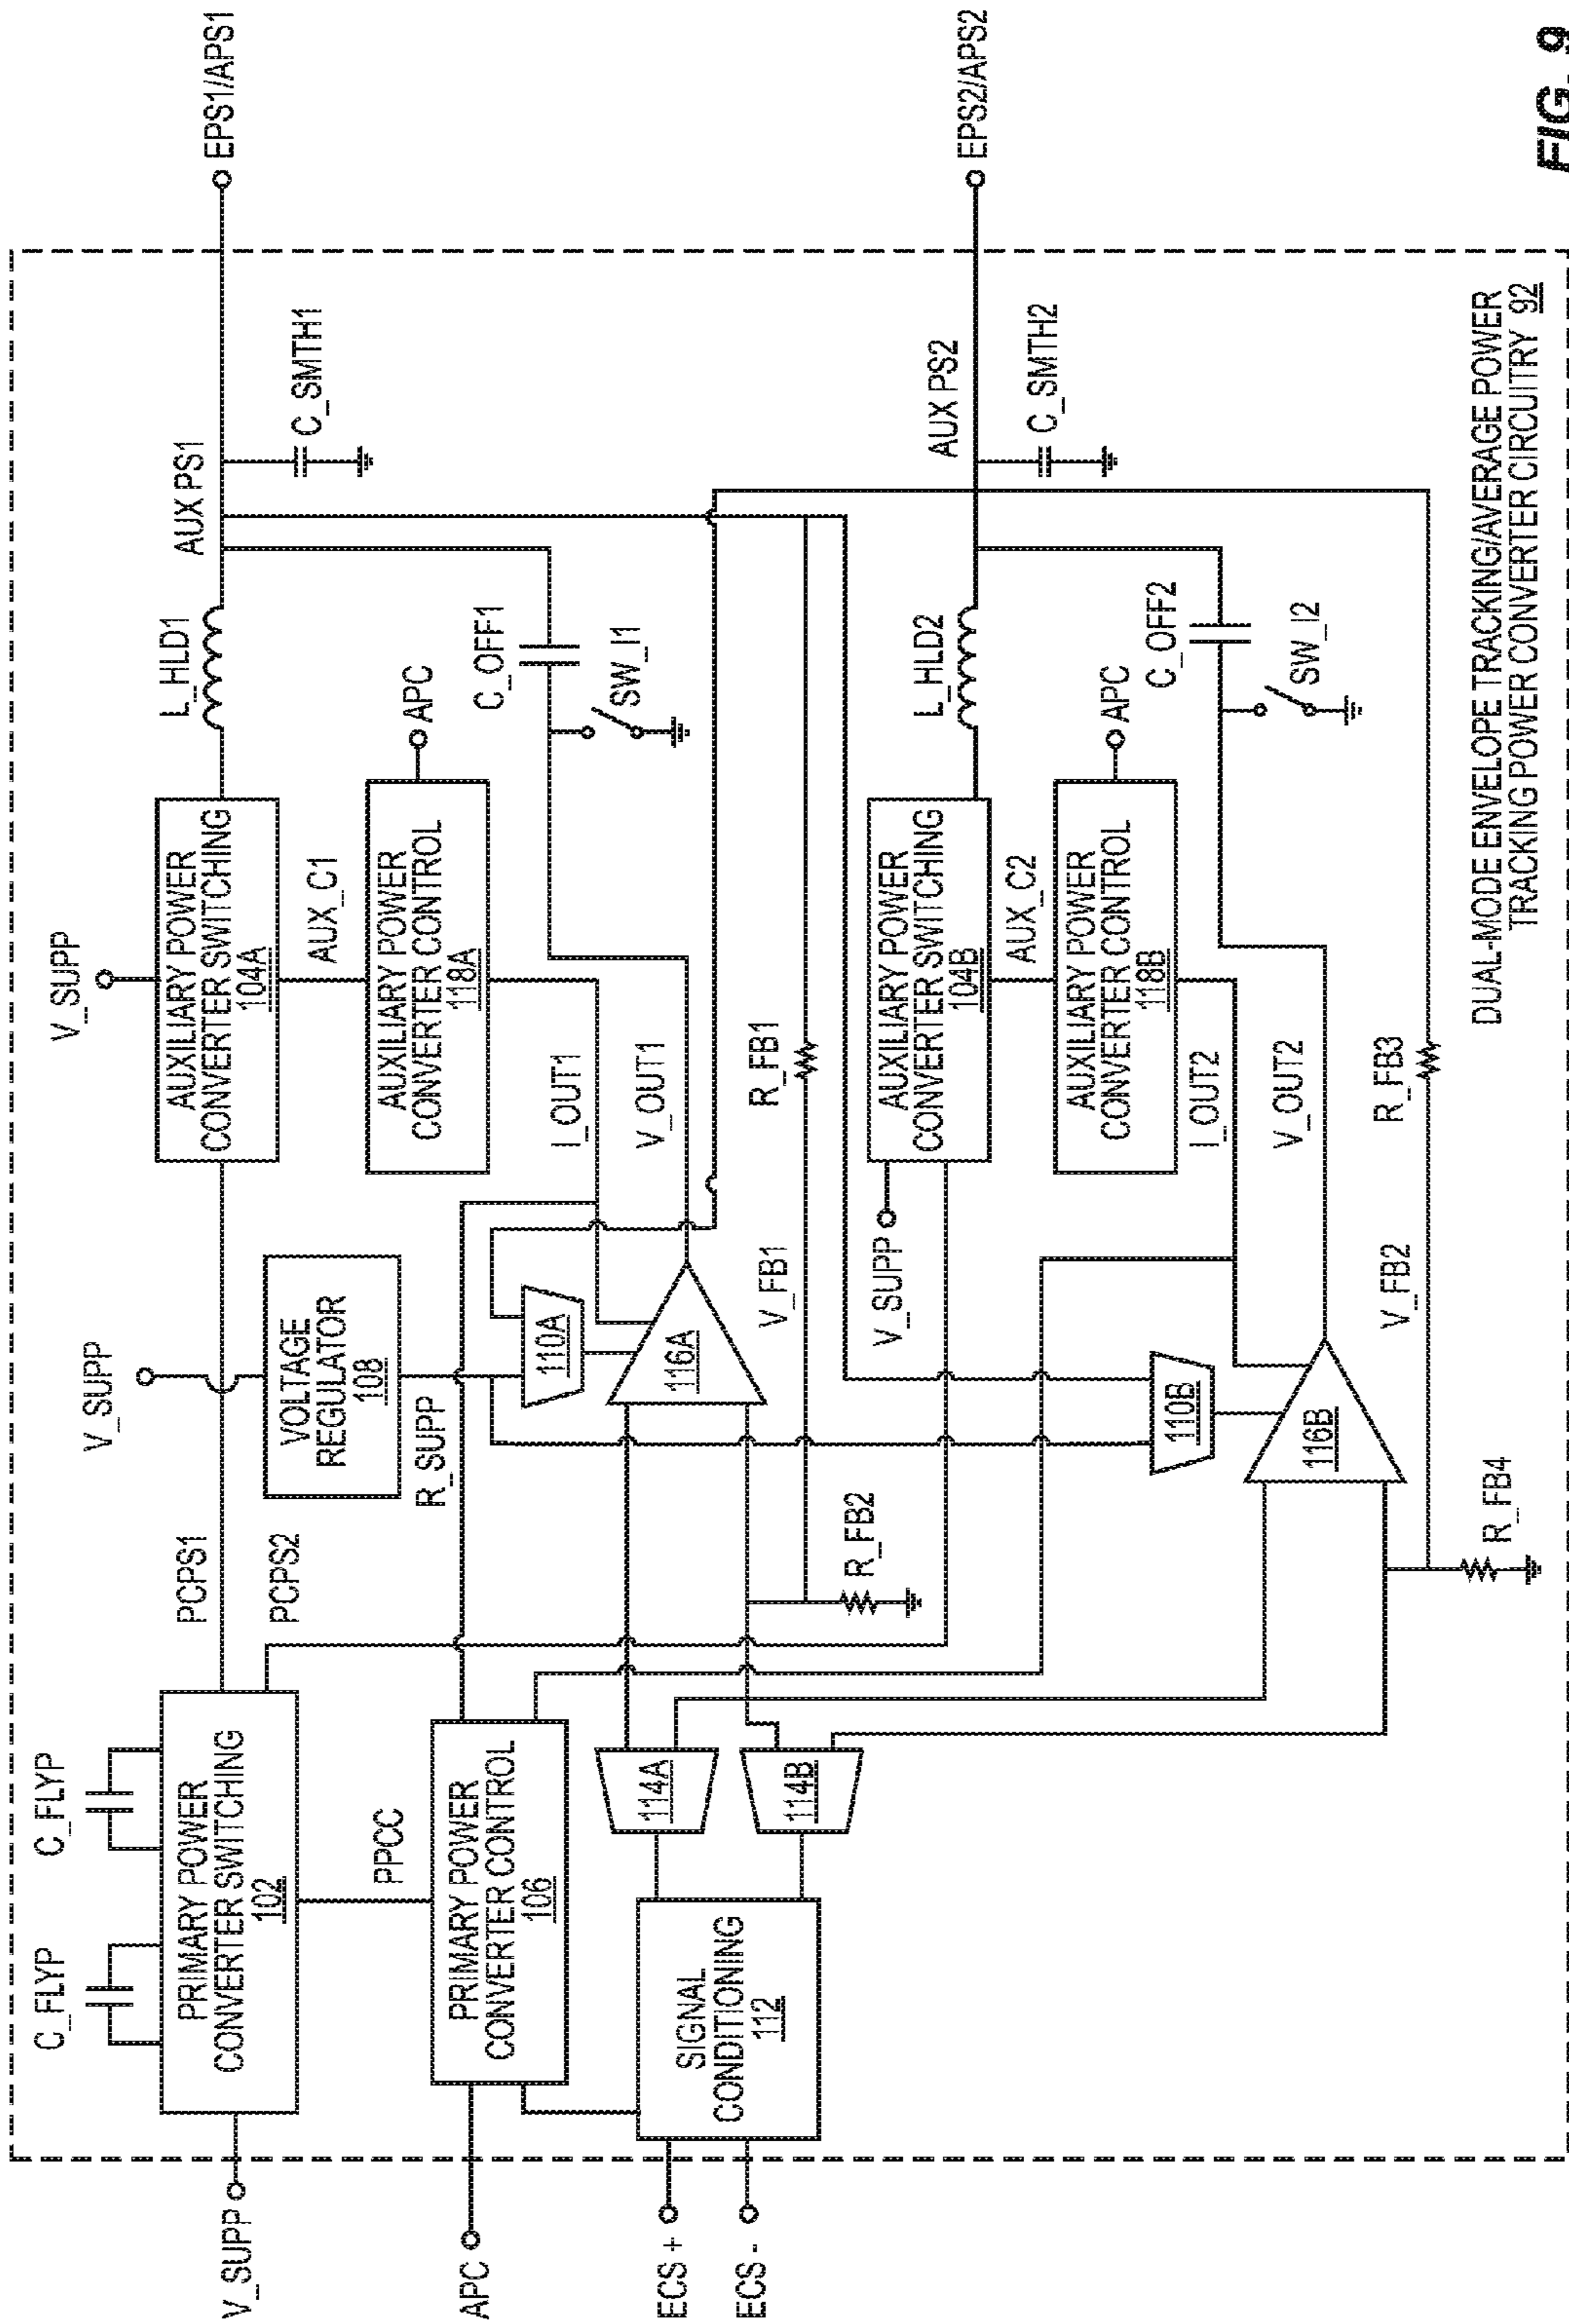 C_FLYP
C_FLYP
V_SUPP
V_SUPP
V_SUPP
PRIMARY POWER
CONVERTER SWITCHING
102
PCPS1
PCPS2
AUXILIARY POWER
CONVERTER SWITCHING
104A
L_HLD1
AUX PS1
EPS1/APS1
C_SMTH1
VOLTAGE
REGULATOR
108
R_SUPP
AUX_C1
AUXILIARY POWER
CONVERTER CONTROL
118A
APC
C_OFF1
SW_I1
PPCC
APC
PRIMARY POWER
CONVERTER CONTROL
106
110A
I_OUT1
V_OUT1
116A
ECS +
ECS -
SIGNAL
CONDITIONING
112
114A
114B
V_FB1
R_FB1
R_FB2
V_SUPP
AUXILIARY POWER
CONVERTER SWITCHING
104B
L_HLD2
AUX PS2
EPS2/APS2
C_SMTH2
AUX_C2
AUXILIARY POWER
CONVERTER CONTROL
118B
APC
C_OFF2
SW_I2
110B
I_OUT2
V_OUT2
116B
V_FB2
R_FB3
R_FB4
DUAL-MODE ENVELOPE TRACKING/AVERAGE POWER
TRACKING POWER CONVERTER CIRCUITRY 92
FIG. 9